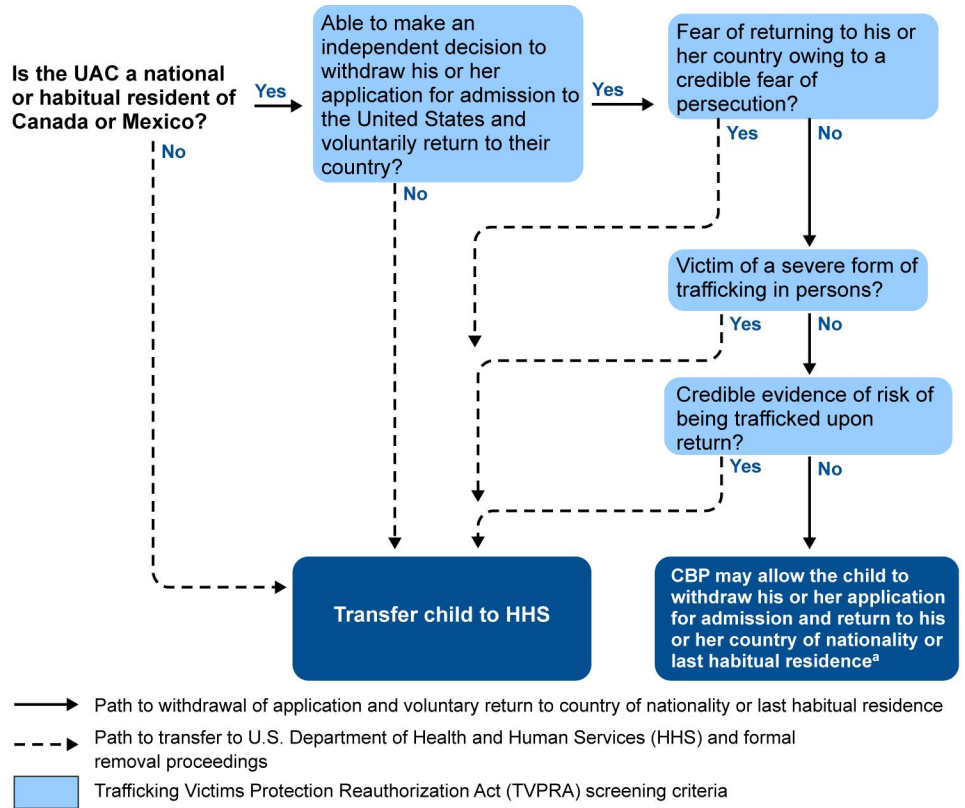 Is the UAC a national
or habitual resident of
Canada or Mexico?
Yes
No
Able to make an
independent decision to
withdraw his or her
application for admission to
the United States and
voluntarily return to their
country?
Yes
No
Fear of returning to his or
her country owing to a
credible fear of
persecution?
Yes
No
Victim of a severe form of
trafficking in persons?
Yes
No
Credible evidence of risk of
being trafficked upon
return?
Yes
No
Transfer child to HHS
CBP may allow the child to
withdraw his or her application
for admission and return to his
or her country of nationality or
last habitual residenceᵃ
Path to withdrawal of application and voluntary return to country of nationality or last habitual residence
Path to transfer to U.S. Department of Health and Human Services (HHS) and formal
removal proceedings
Trafficking Victims Protection Reauthorization Act (TVPRA) screening criteria